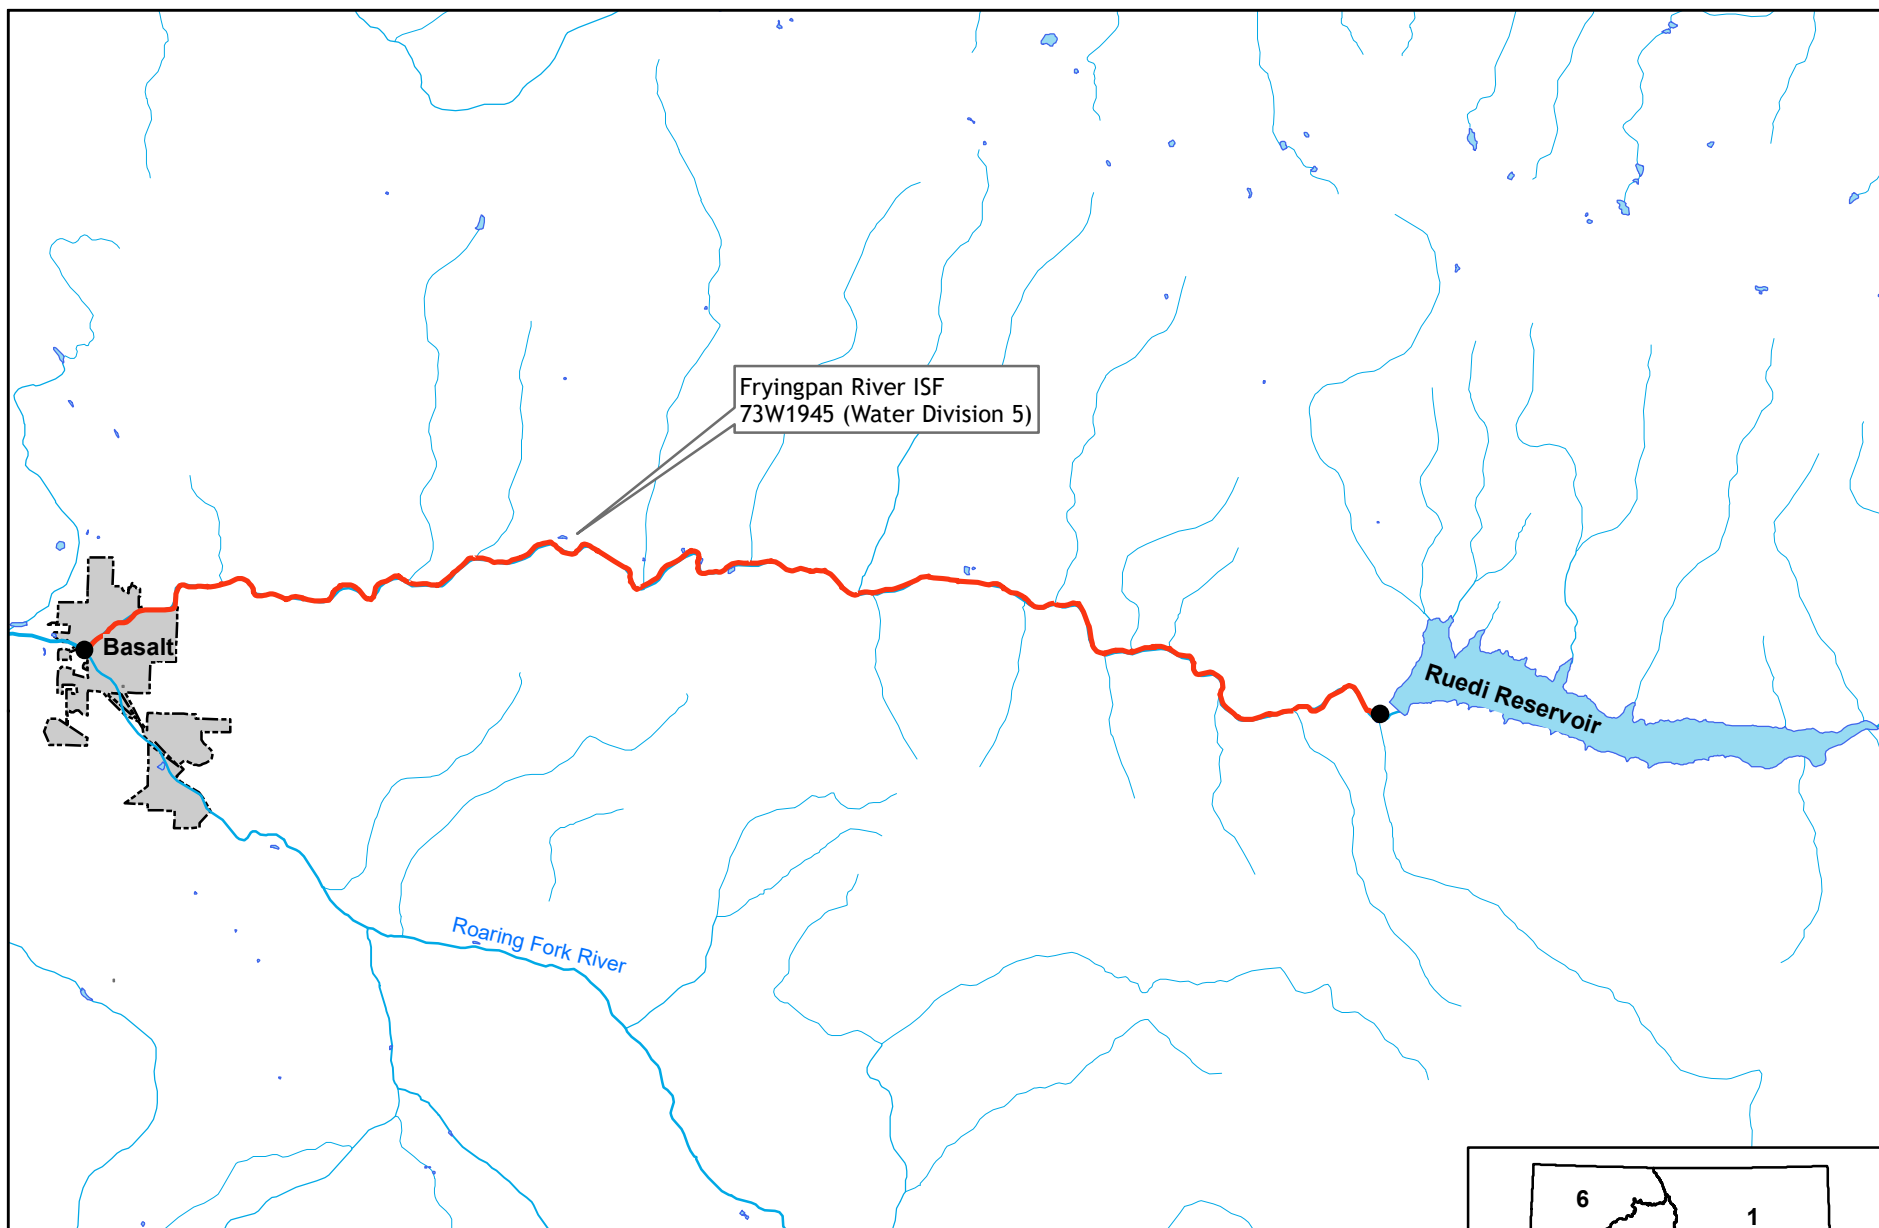 Fryingpan River ISF
73W1945 (Water Division 5)
Basalt
Ruedi Reservoir
Roaring Fork River
6
1